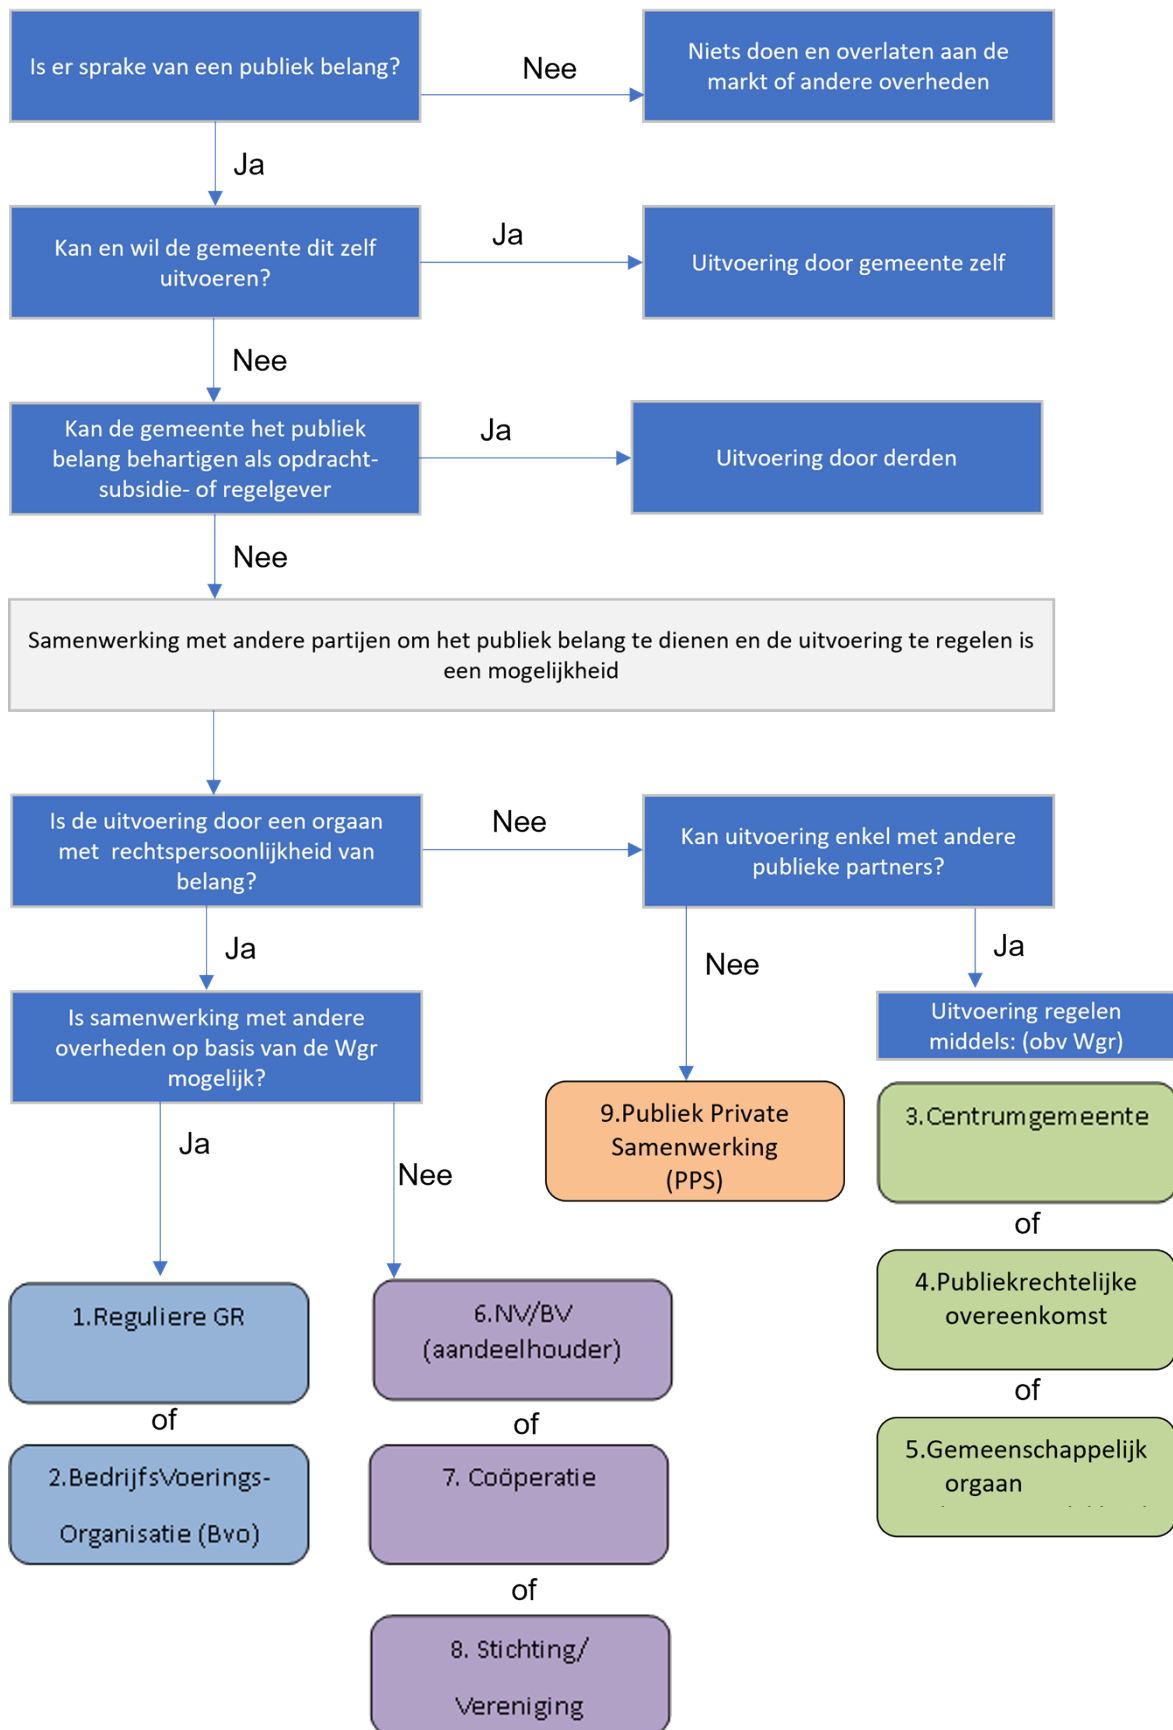 Is er sprake van een publiek belang?
Nee
Niets doen en overlaten aan de
markt of andere overheden
Ja
Kan en wil de gemeente dit zelf
uitvoeren?
Ja
Uitvoering door gemeente zelf
Nee
Kan de gemeente het publiek
belang behartigen als opdracht-
subsidie- of regelgever
Ja
Uitvoering door derden
Nee
Samenwerking met andere partijen om het publiek belang te dienen en de uitvoering te regelen is
een mogelijkheid
Is de uitvoering door een orgaan
met rechtspersoonlijkheid van
belang?
Nee
Kan uitvoering enkel met andere
publieke partners?
Ja
Nee
Ja
Is samenwerking met andere
overheden op basis van de Wgr
mogelijk?
Uitvoering regelen
middels: (obv Wgr)
9.Publiek Private
Samenwerking
(PPS)
3.Centrumgemeente
Ja
Nee
of
4.Publiekrechtelijke
overeenkomst
1.Reguliere GR
6.NV/BV
(aandeelhouder)
of
of
of
5.Gemeenschappelijk
orgaan
2.BedrijfsVoerings-
Organisatie (Bvo)
7. Coöperatie
of
8. Stichting/
Vereniging